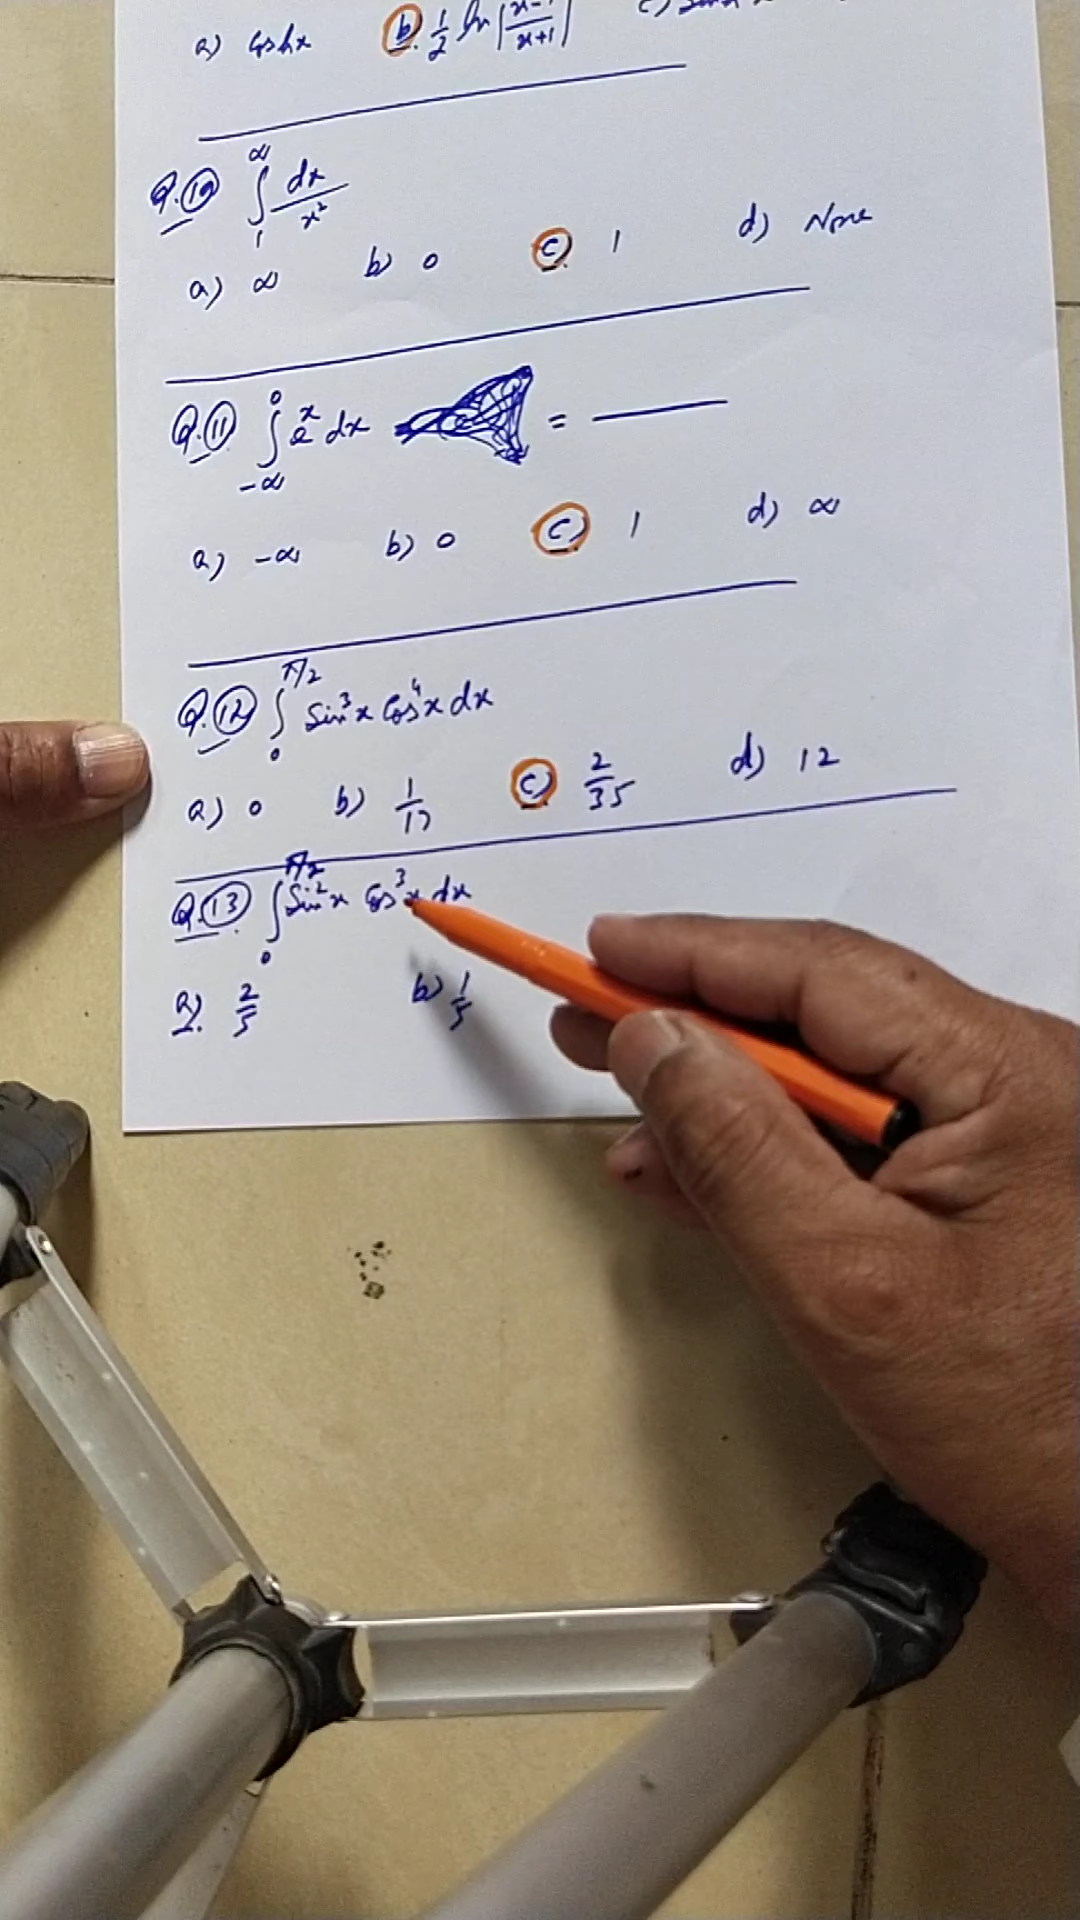 a) Coshx b. 1/2 ln |x-1/x+1| c)
Q.10 ∫₁^∞ dx/x²
a) ∞ b) 0 c). 1 d) None
Q.11 ∫_{-∞}^0 e^x dx = ———
a) -∞ b) 0 c). 1 d) ∞
Q.12 ∫₀^{π/2} Sin³x Cos⁴x dx
a) 0 b) 1/17 c). 2/35 d) 12
Q.13. ∫₀^{π/2} Sin²x Cos³x dx
a). 2/5 b) 1/5